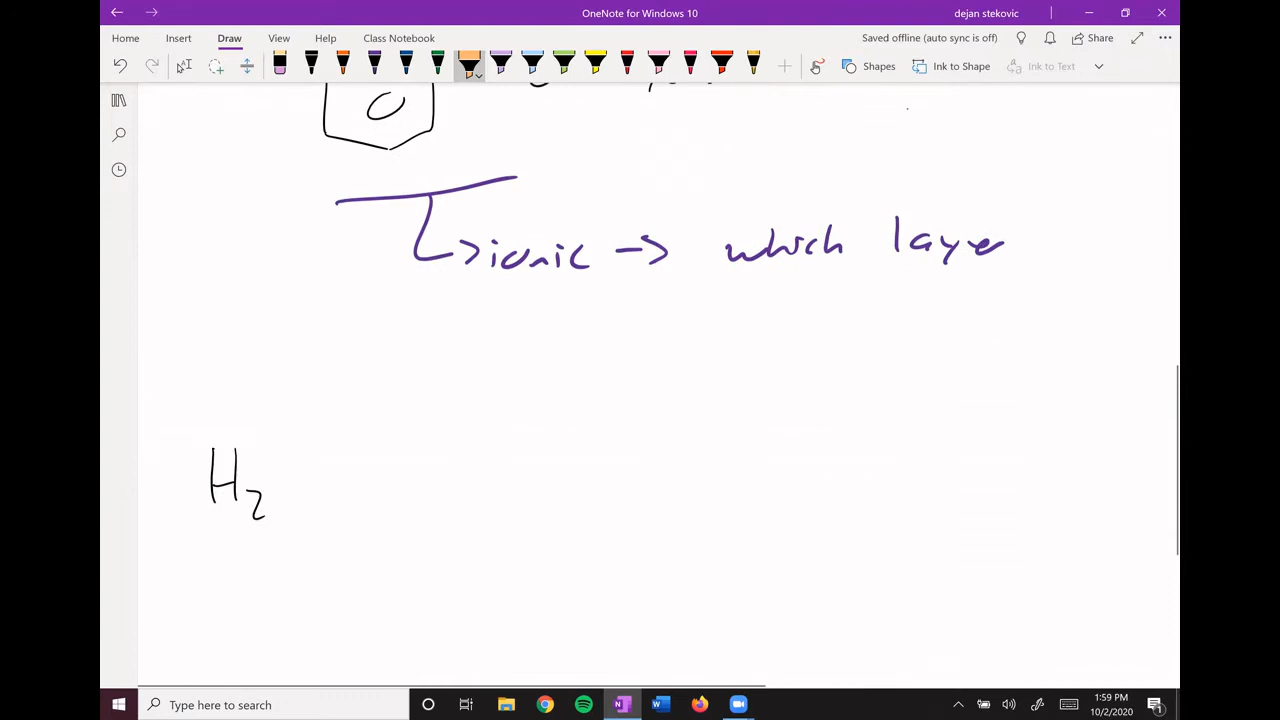 OneNote for Windows 10
dejan stekovic
Home Insert Draw View Help Class Notebook
Saved offline (auto sync is off)
Share
Shapes
Ink to Shape
Ink to Text
>ionic -> which layer
H2
Type here to search
1:59 PM
10/2/2020